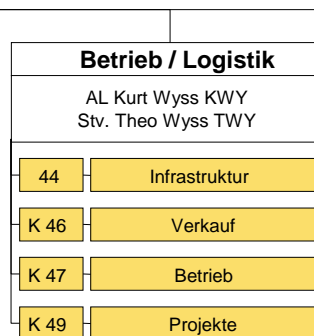 Betrieb / Logistik
AL Kurt Wyss KWY
Stv. Theo Wyss TWY
44 Infrastruktur
K 46 Verkauf
K 47 Betrieb
K 49 Projekte